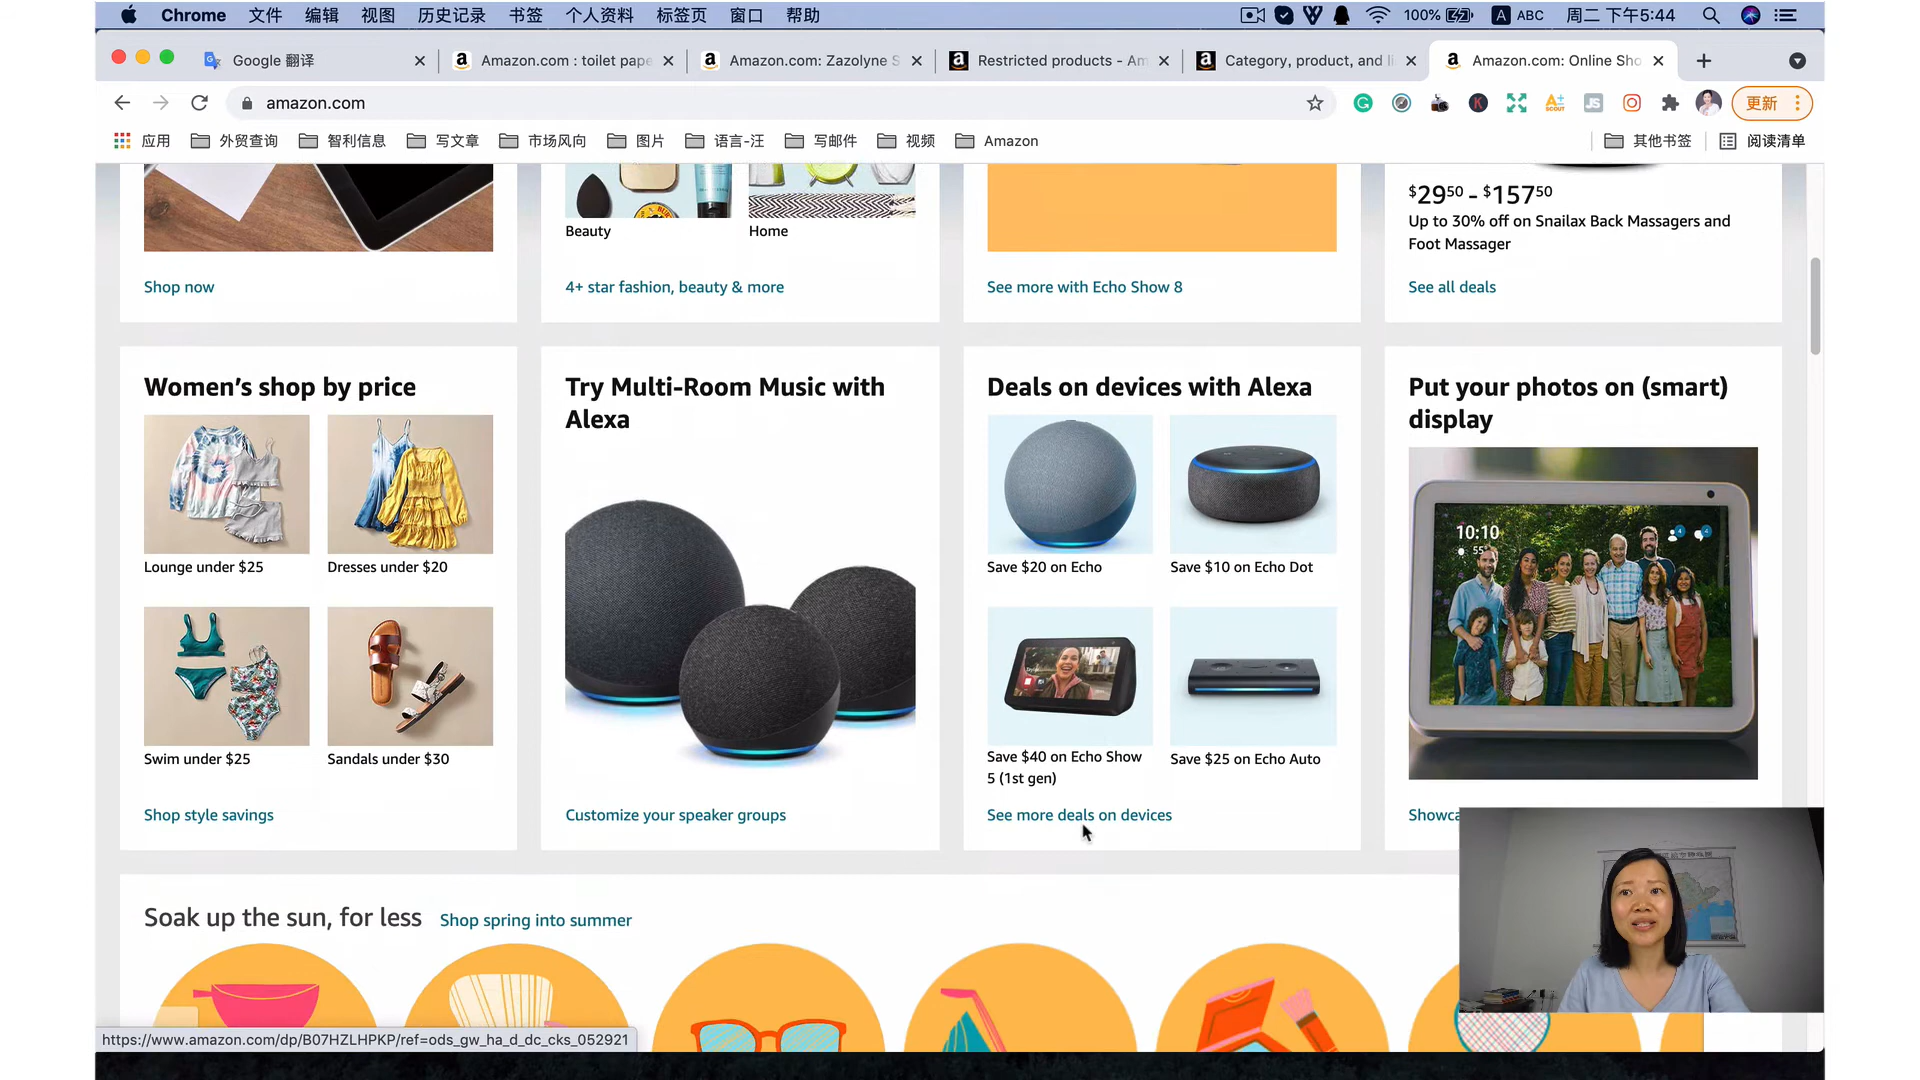 Chrome 文件 编辑 视图 历史记录 书签 个人资料 标签页 窗口 帮助 100% A ABC 周二 下午5:44
Google 翻译 Amazon.com : toilet pape Amazon.com: Zazolyne S Restricted products - Am Category, product, and li Amazon.com: Online Sho
amazon.com 更新
应用 外贸查询 智利信息 写文章 市场风向 图片 语言-汪 写邮件 视频 Amazon 其他书签 阅读清单
$2950 - $15750
Up to 30% off on Snailax Back Massagers and
Foot Massager
Beauty Home
Shop now
4+ star fashion, beauty & more
See more with Echo Show 8
See all deals
Women's shop by price
Lounge under $25
Dresses under $20
Swim under $25
Sandals under $30
Shop style savings
Try Multi-Room Music with
Alexa
Customize your speaker groups
Deals on devices with Alexa
Save $20 on Echo
Save $10 on Echo Dot
Save $40 on Echo Show
5 (1st gen)
Save $25 on Echo Auto
See more deals on devices
Put your photos on (smart)
display
10:10
55
Showca
Soak up the sun, for less Shop spring into summer
https://www.amazon.com/dp/B07HZLHPKP/ref=ods_gw_ha_d_dc_cks_052921